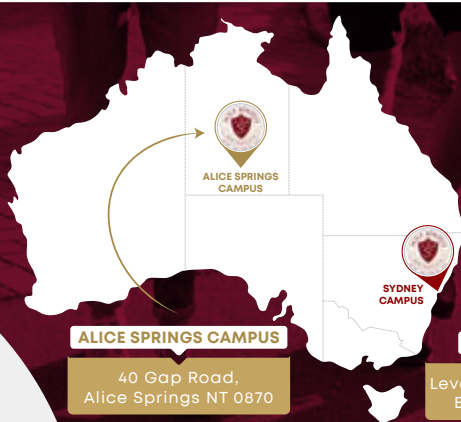 ALICE SPRINGS
CAMPUS
SYDNEY
CAMPUS
ALICE SPRINGS CAMPUS
40 Gap Road,
Alice Springs NT 0870